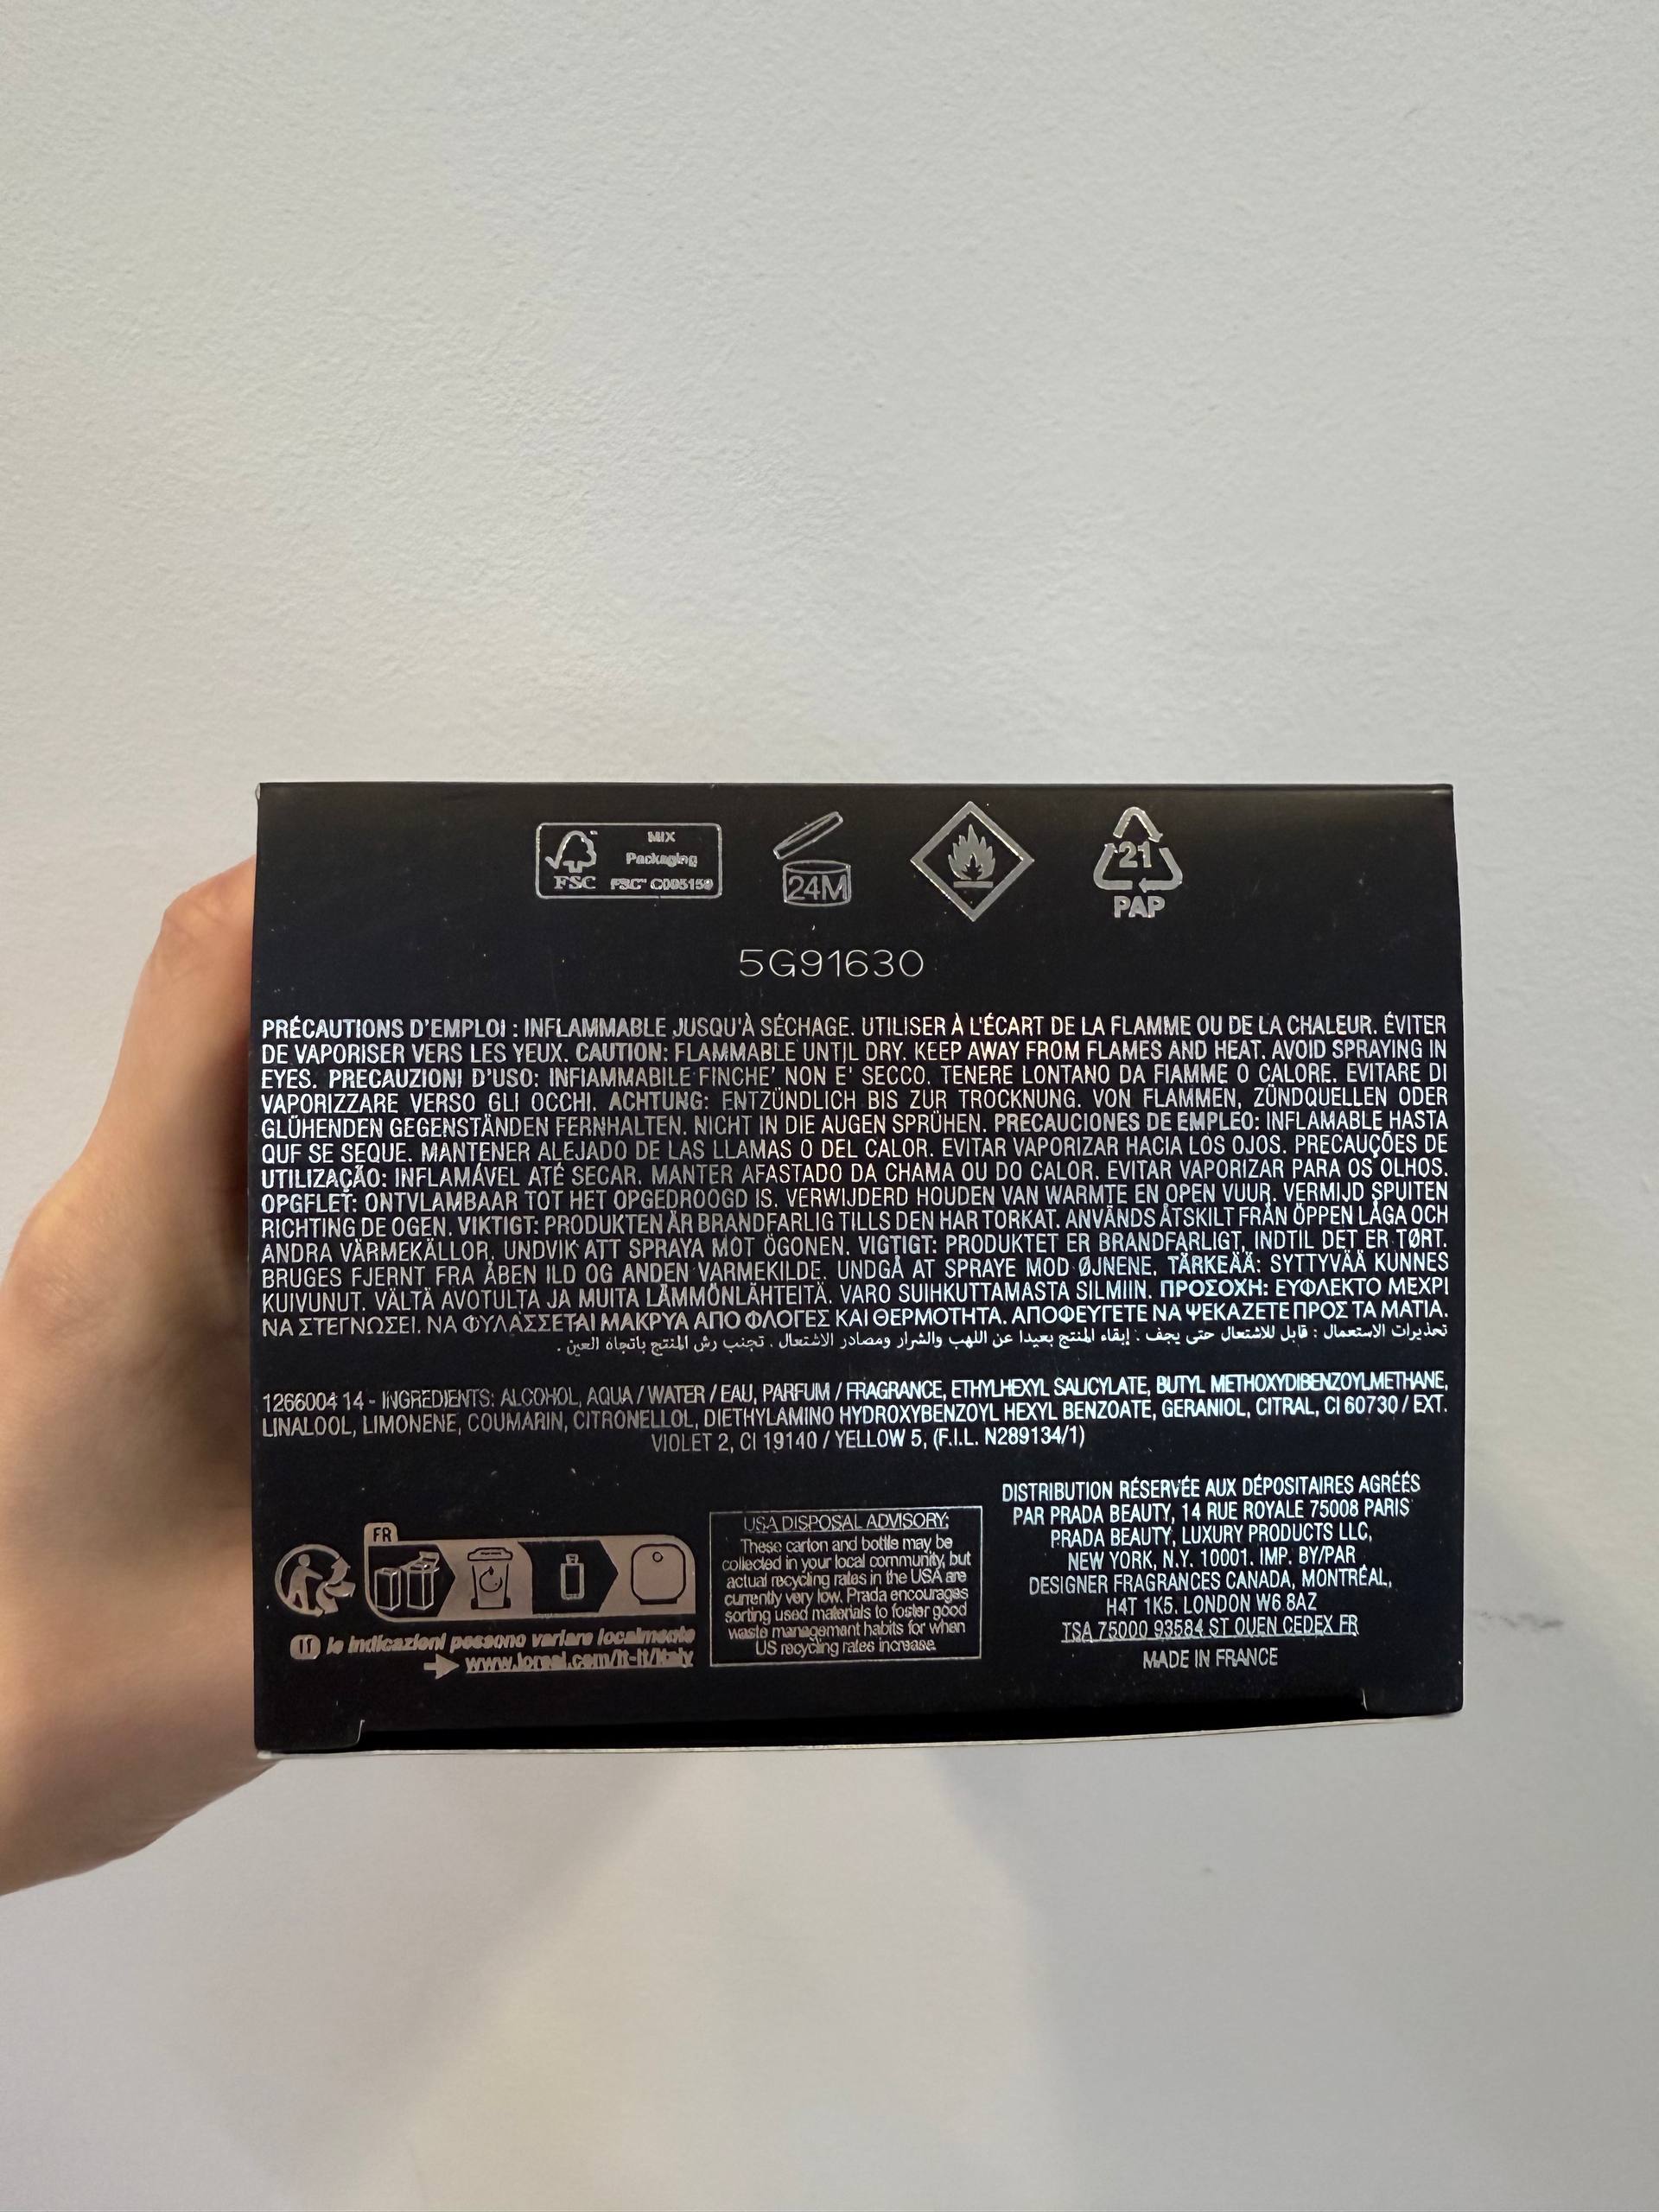 MIX
Packaging
FSC
FSC™ C005159
24M
21
PAP
5G91630
PRÉCAUTIONS D'EMPLOI : INFLAMMABLE JUSQU'À SÉCHAGE. UTILISER À L'ÉCART DE LA FLAMME OU DE LA CHALEUR. ÉVITER
DE VAPORISER VERS LES YEUX. CAUTION: FLAMMABLE UNTIL DRY. KEEP AWAY FROM FLAMES AND HEAT. AVOID SPRAYING IN
EYES. PRECAUZIONI D'USO: INFIAMMABILE FINCHE' NON E' SECCO. TENERE LONTANO DA FIAMME O CALORE. EVITARE DI
VAPORIZZARE VERSO GLI OCCHI. ACHTUNG: ENTZÜNDLICH BIS ZUR TROCKNUNG. VON FLAMMEN, ZÜNDQUELLEN ODER
GLÜHENDEN GEGENSTÄNDEN FERNHALTEN. NICHT IN DIE AUGEN SPRÜHEN. PRECAUCIONES DE EMPLEO: INFLAMABLE HASTA
QUF SE SEQUE. MANTENER ALEJADO DE LAS LLAMAS O DEL CALOR. EVITAR VAPORIZAR HACIA LOS OJOS. PRECAUÇÕES DE
UTILIZAÇÃO: INFLAMÁVEL ATÉ SECAR. MANTER AFASTADO DA CHAMA OU DO CALOR. EVITAR VAPORIZAR PARA OS OLHOS.
OPGFLET: ONTVLAMBAAR TOT HET OPGEDROOGD IS. VERWIJDERD HOUDEN VAN WARMTE EN OPEN VUUR. VERMIJD SPUITEN
RICHTING DE OGEN. VIKTIGT: PRODUKTEN ÄR BRANDFARLIG TILLS DEN HAR TORKAT. ANVÄNDS ÅTSKILT FRÅN ÖPPEN LÅGA OCH
ANDRA VÄRMEKÄLLOR. UNDVIK ATT SPRAYA MOT ÖGONEN. VIGTIGT: PRODUKTET ER BRANDFARLIGT, INDTIL DET ER TØRT.
BRUGES FJERNT FRA ÅBEN ILD OG ANDEN VARMEKILDE. UNDGÅ AT SPRAYE MOD ØJNENE. TÄRKEÄÄ: SYTTYVÄÄ KUNNES
KUIVUNUT. VÄLTÄ AVOTULTA JA MUITA LÄMMÖNLÄHTEITÄ. VARO SUIHKUTTAMASTA SILMIIN. ΠΡΟΣΟΧΗ: ΕΥΦΛΕΚΤΟ ΜΕΧΡΙ
ΝΑ ΣΤΕΓΝΩΣΕΙ. ΝΑ ΦΥΛΑΣΣΕΤΑΙ ΜΑΚΡΥΑ ΑΠΟ ΦΛΟΓΕΣ ΚΑΙ ΘΕΡΜΟΤΗΤΑ. ΑΠΟΦΕΥΓΕΤΕ ΝΑ ΨΕΚΑΖΕΤΕ ΠΡΟΣ ΤΑ ΜΑΤΙΑ.
تحذيرات الاستعمال : قابل للاشتعال حتى يجف . إبقاء المنتج بعيدا عن اللهب والشرار ومصادر الاشتعال . تجنب رش المنتج باتجاه العين .
1266004 14 - INGREDIENTS: ALCOHOL, AQUA / WATER / EAU, PARFUM / FRAGRANCE, ETHYLHEXYL SALICYLATE, BUTYL METHOXYDIBENZOYLMETHANE,
LINALOOL, LIMONENE, COUMARIN, CITRONELLOL, DIETHYLAMINO HYDROXYBENZOYL HEXYL BENZOATE, GERANIOL, CITRAL, CI 60730 / EXT.
VIOLET 2, CI 19140 / YELLOW 5, (F.I.L. N289134/1)
FR
le indicazioni possono variare localmente
www.loreal.com/it-it/italy
USA DISPOSAL ADVISORY:
These carton and bottle may be
collected in your local community, but
actual recycling rates in the USA are
currently very low. Prada encourages
sorting used materials to foster good
waste management habits for when
US recycling rates increase.
DISTRIBUTION RÉSERVÉE AUX DÉPOSITAIRES AGRÉÉS
PAR PRADA BEAUTY, 14 RUE ROYALE 75008 PARIS
PRADA BEAUTY, LUXURY PRODUCTS LLC,
NEW YORK, N.Y. 10001. IMP. BY/PAR
DESIGNER FRAGRANCES CANADA, MONTRÉAL,
H4T 1K5. LONDON W6 8AZ
TSA 75000 93584 ST OUEN CEDEX FR
MADE IN FRANCE